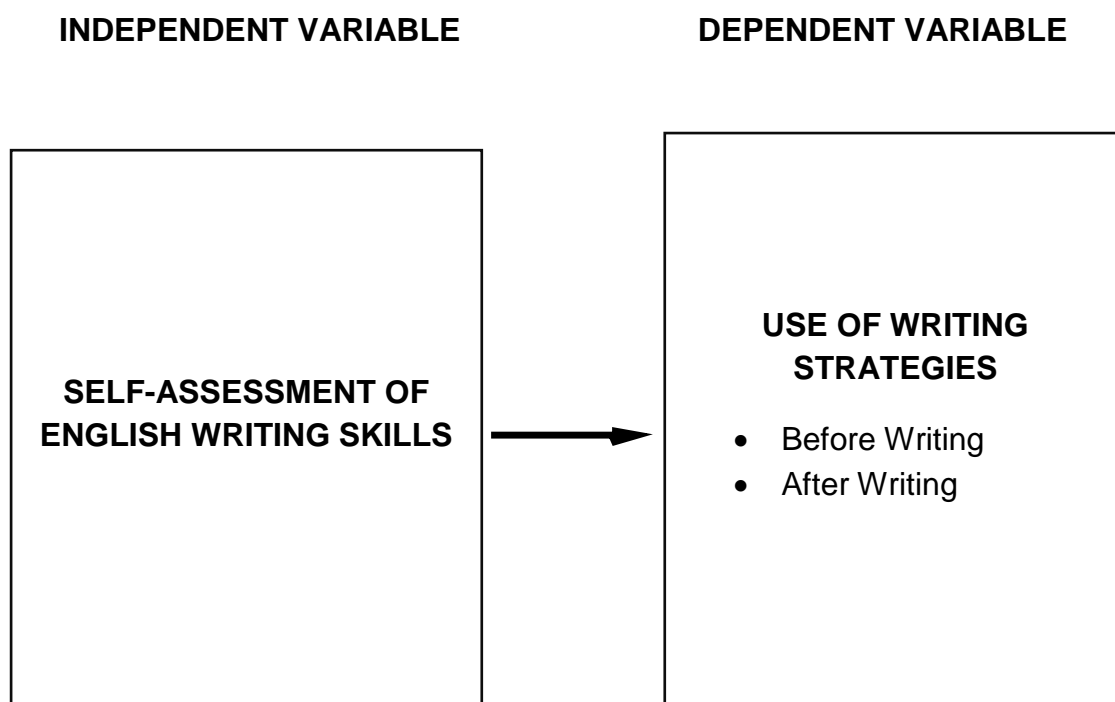 INDEPENDENT VARIABLE
DEPENDENT VARIABLE
SELF-ASSESSMENT OF
ENGLISH WRITING SKILLS
USE OF WRITING
STRATEGIES
• Before Writing
• After Writing